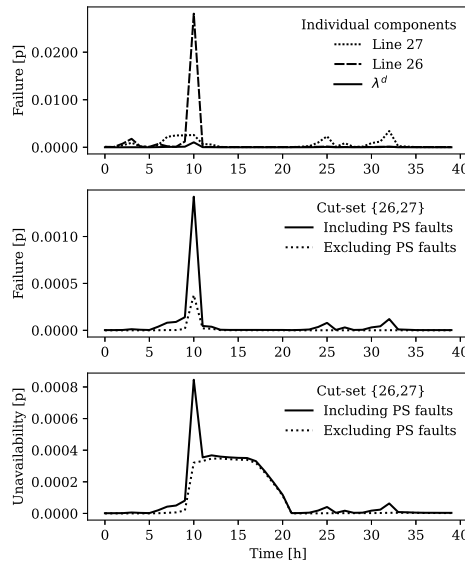 Individual components
Line 27
Line 26
λ^d
Failure [p]
0.0200
0.0100
0.0000
0 5 10 15 20 25 30 35 40
Cut-set {26,27}
Including PS faults
Excluding PS faults
Failure [p]
0.0010
0.0005
0.0000
0 5 10 15 20 25 30 35 40
Cut-set {26,27}
Including PS faults
Excluding PS faults
Unavailability [p]
0.0008
0.0006
0.0004
0.0002
0.0000
0 5 10 15 20 25 30 35 40
Time [h]